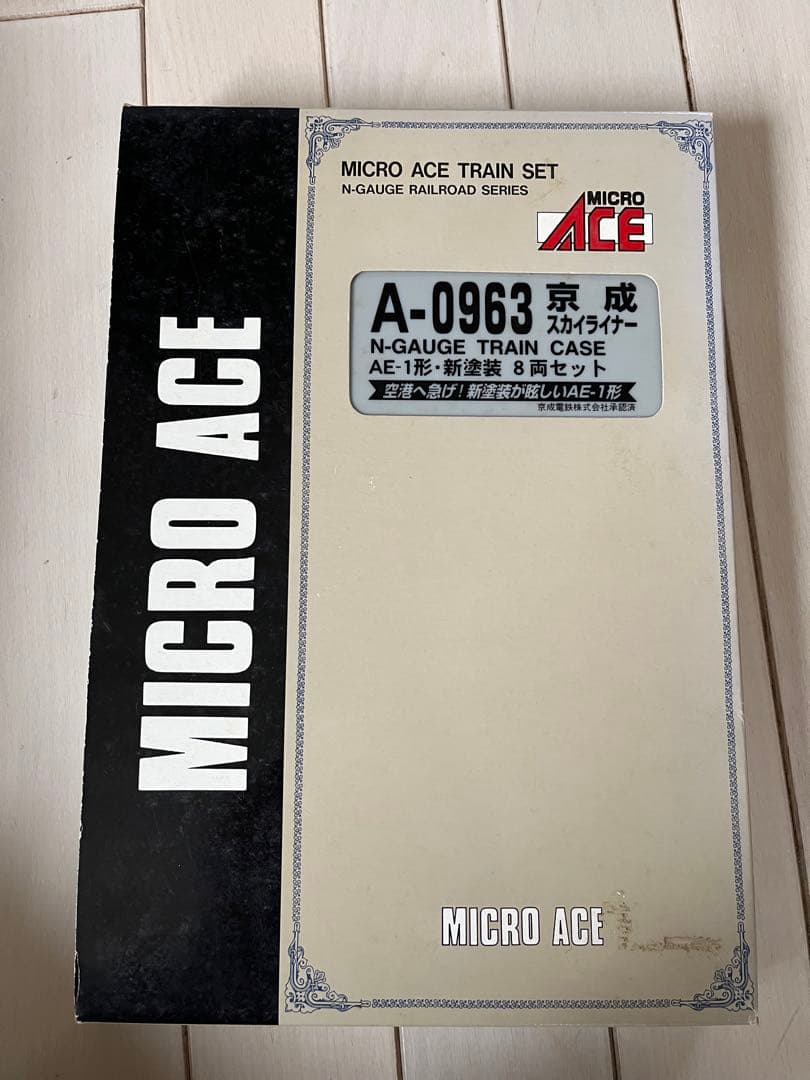 MICRO ACE
MICRO ACE TRAIN SET
N-GAUGE RAILROAD SERIES
MICRO
ACE
A-0963 京成
スカイライナー
N-GAUGE TRAIN CASE
AE-1形・新塗装 8両セット
空港へ急げ!新塗装が眩しいAE-1形
京成電鉄株式会社承認済
MICRO ACE